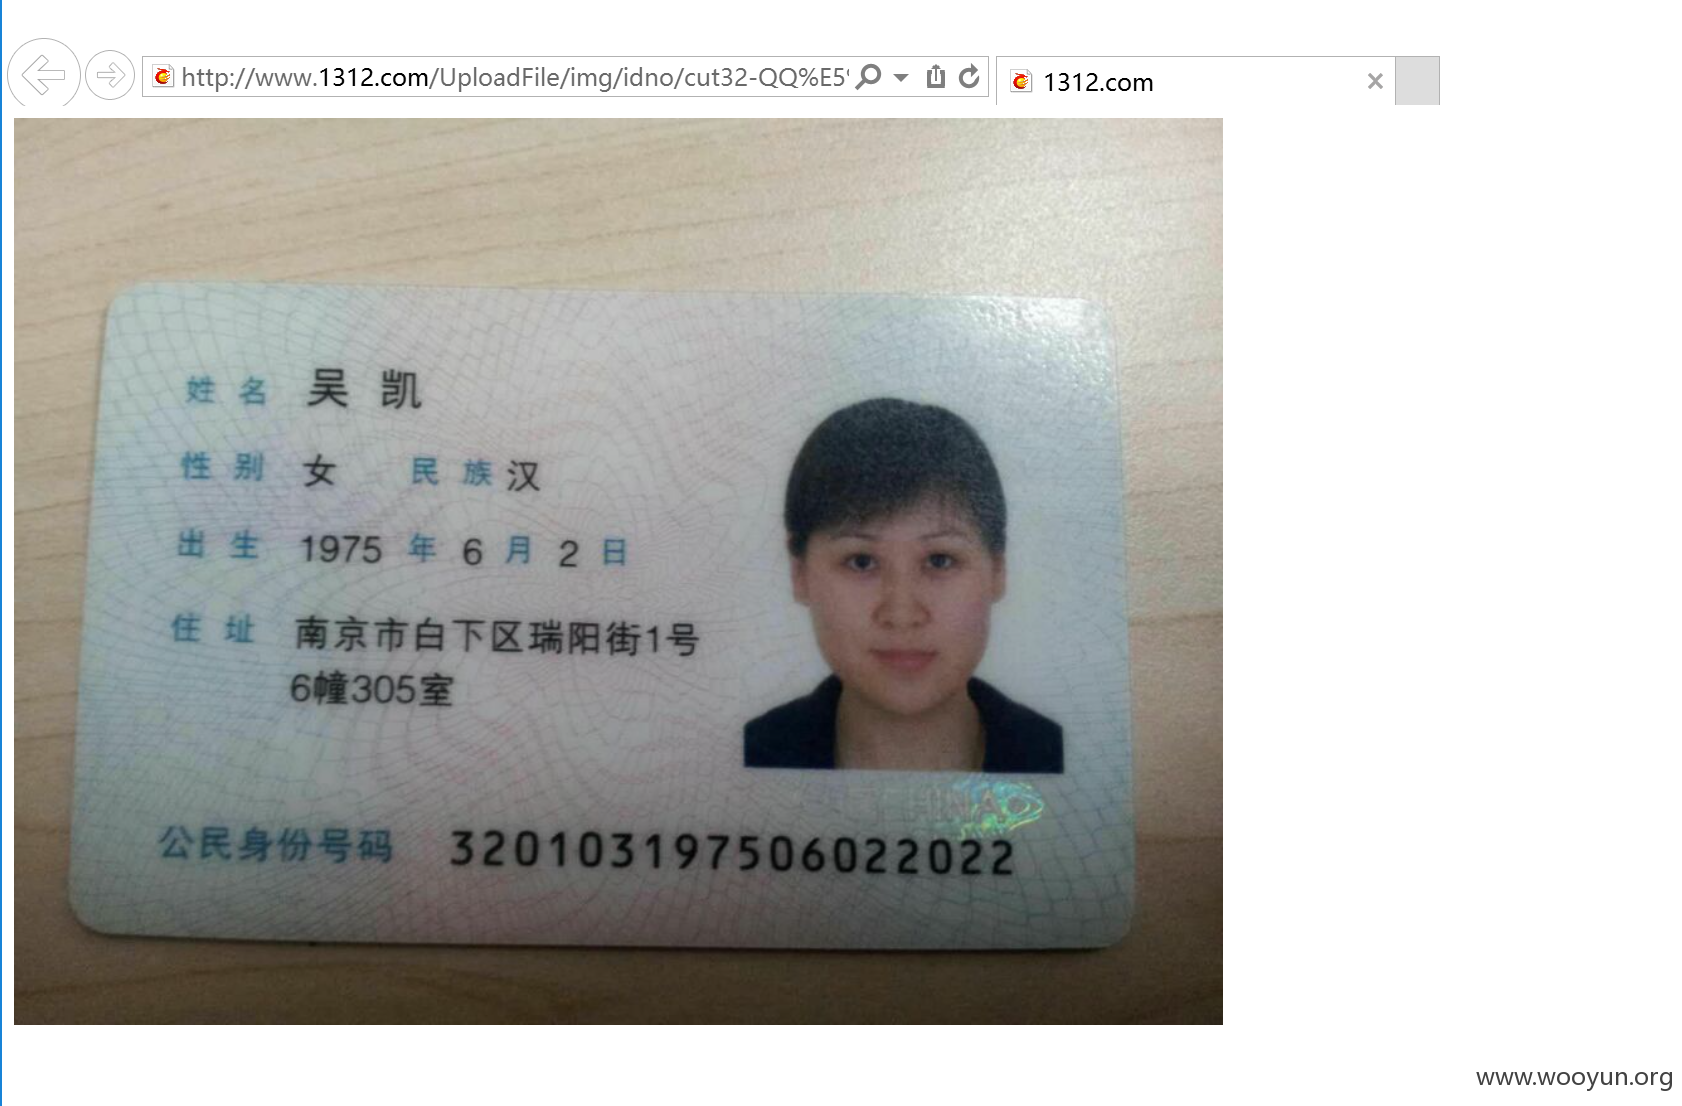 http://www.1312.com/UploadFile/img/idno/cut32-QQ%E5
1312.com
姓名 吴凯
性别 女 民族 汉
出生 1975 年 6 月 2 日
住址 南京市白下区瑞阳街1号
6幢305室
CHINA
公民身份号码 320103197506022022
www.wooyun.org